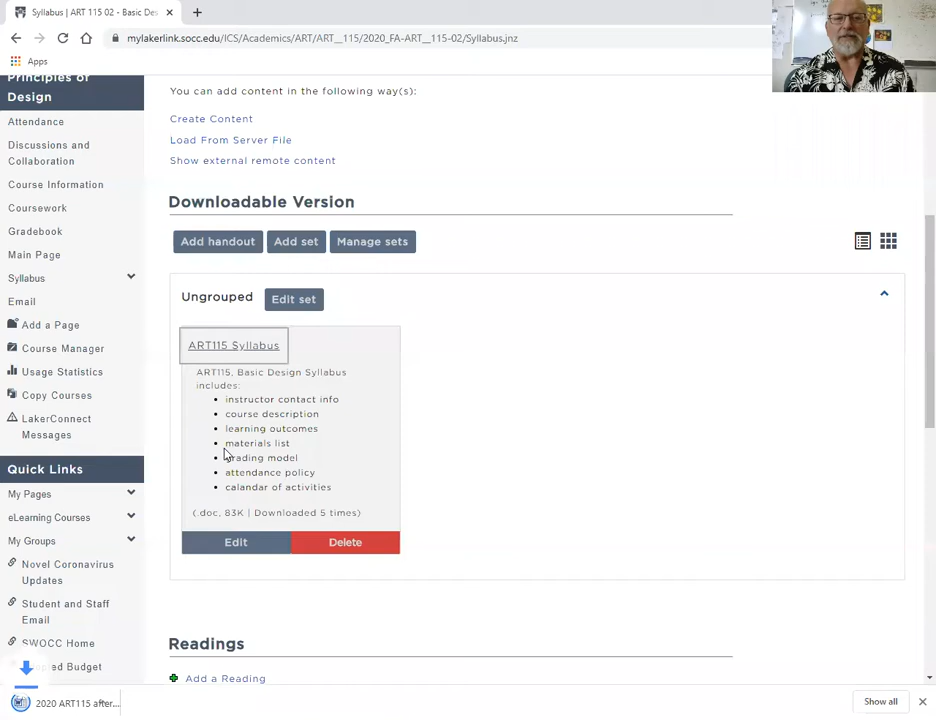 Syllabus | ART 115 02 - Basic Des
mylakerlink.socc.edu/ICS/Academics/ART/ART__115/2020_FA-ART__115-02/Syllabus.jnz
Apps
Principles of
Design
Attendance
Discussions and
Collaboration
Course Information
Coursework
Gradebook
Main Page
Syllabus
Email
Add a Page
Course Manager
Usage Statistics
Copy Courses
LakerConnect
Messages
Quick Links
My Pages
eLearning Courses
My Groups
Novel Coronavirus
Updates
Student and Staff
Email
SWOCC Home
Budget
You can add content in the following way(s):
Create Content
Load From Server File
Show external remote content
Downloadable Version
Add handout
Add set
Manage sets
Ungrouped
Edit set
ART115 Syllabus
ART115, Basic Design Syllabus
includes:
instructor contact info
course description
learning outcomes
materials list
grading model
attendance policy
calandar of activities
(.doc, 83K | Downloaded 5 times)
Edit
Delete
Readings
Add a Reading
2020 ART115 after...
Show all